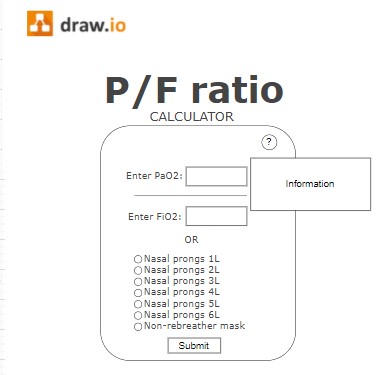 draw.io
P/F ratio
CALCULATOR
?
Enter PaO2:
Information
Enter FiO2:
OR
Nasal prongs 1L
Nasal prongs 2L
Nasal prongs 3L
Nasal prongs 4L
Nasal prongs 5L
Nasal prongs 6L
Non-rebreather mask
Submit